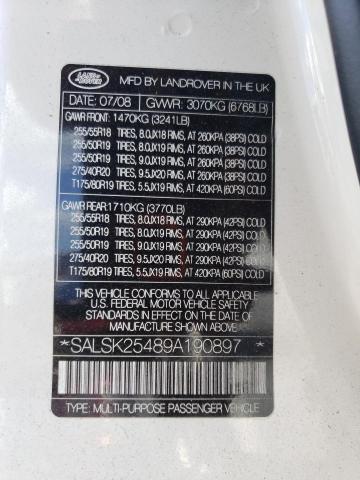 LAND ROVER
MFD BY LANDROVER IN THE UK
DATE: 07/08 GVWR: 3070KG (6768LB)
GAWR FRONT: 1470KG (3241LB)
255/55R18 TIRES, 8.0JX18 RIMS, AT 260KPA (38PSI) COLD
255/50R19 TIRES, 8.0JX19 RIMS, AT 260KPA (38PSI) COLD
255/50R19 TIRES, 9.0JX19 RIMS, AT 260KPA (38PSI) COLD
275/40R20 TIRES, 9.5JX20 RIMS, AT 260KPA (38PSI) COLD
T175/80R19 TIRES, 5.5JX19 RIMS, AT 420KPA (60PSI) COLD
GAWR REAR: 1710KG (3770LB)
255/55R18 TIRES, 8.0JX18 RIMS, AT 290KPA (42PSI) COLD
255/50R19 TIRES, 8.0JX19 RIMS, AT 290KPA (42PSI) COLD
255/50R19 TIRES, 9.0JX19 RIMS, AT 290KPA (42PSI) COLD
275/40R20 TIRES, 9.5JX20 RIMS, AT 290KPA (42PSI) COLD
T175/80R19 TIRES, 5.5JX19 RIMS, AT 420KPA (60PSI) COLD
THIS VEHICLE CONFORMS TO ALL APPLICABLE
U.S. FEDERAL MOTOR VEHICLE SAFETY
STANDARDS IN EFFECT ON THE DATE OF
MANUFACTURE SHOWN ABOVE.
*SALSK25489A190897*
TYPE: MULTI-PURPOSE PASSENGER VEHICLE